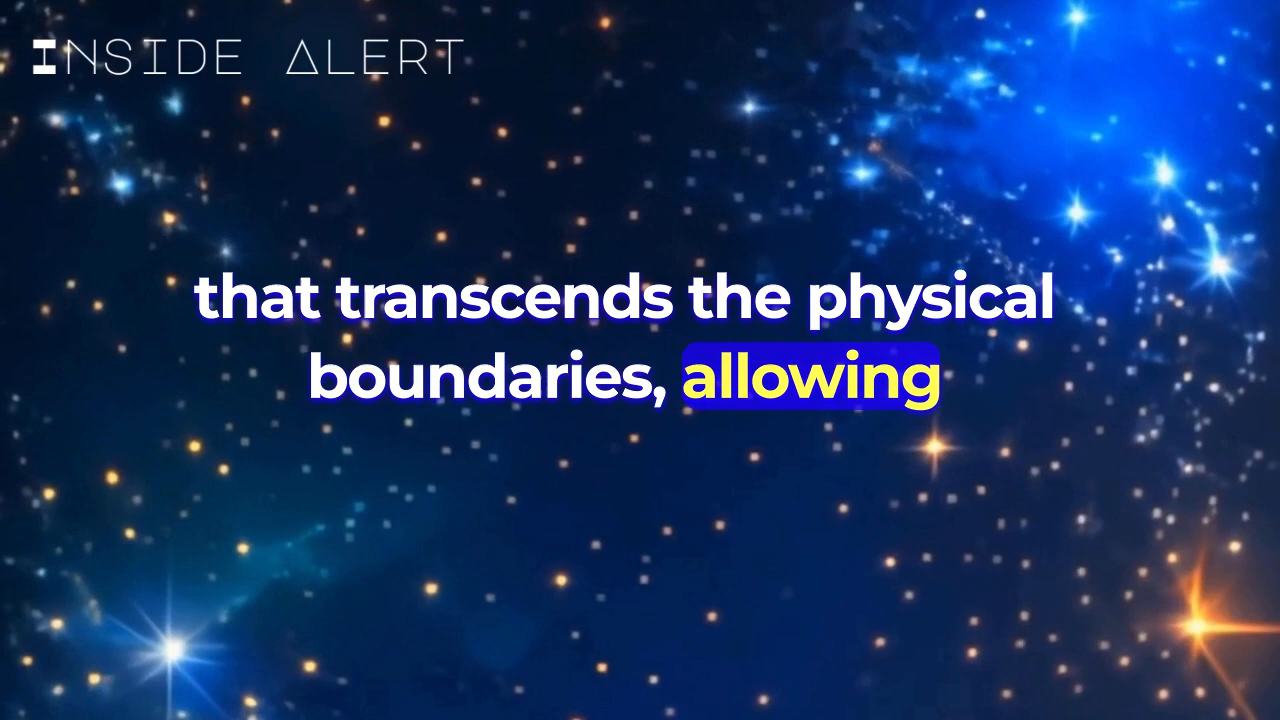 INSIDE ALERT
that transcends the physical
boundaries, allowing